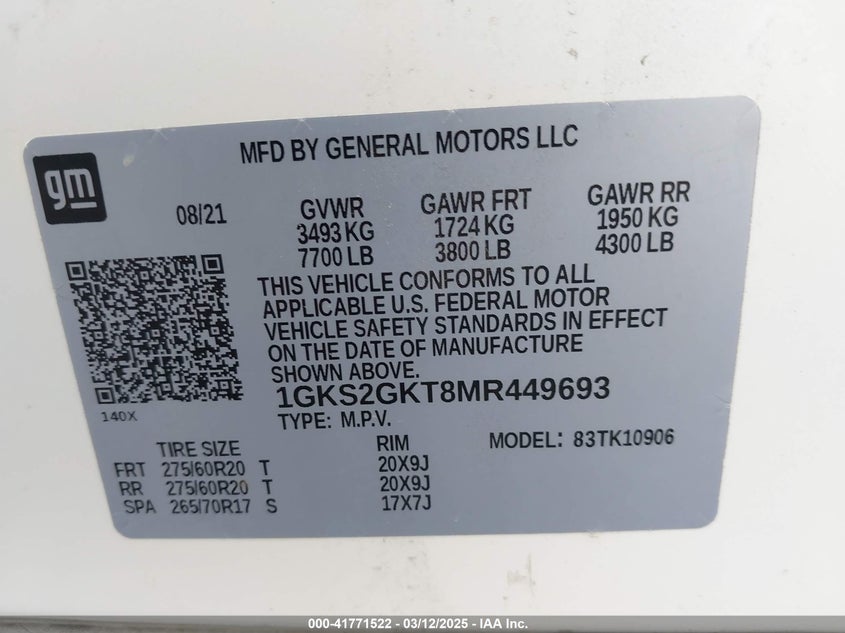 MFD BY GENERAL MOTORS LLC
gm
08/21
GVWR
3493 KG
7700 LB
GAWR FRT
1724 KG
3800 LB
GAWR RR
1950 KG
4300 LB
THIS VEHICLE CONFORMS TO ALL
APPLICABLE U.S. FEDERAL MOTOR
VEHICLE SAFETY STANDARDS IN EFFECT
ON THE DATE OF MANUFACTURE
SHOWN ABOVE.
1GKS2GKT8MR449693
140X
TYPE: M.P.V.
MODEL: 83TK10906
TIRE SIZE RIM
FRT 275/60R20 T 20X9J
RR 275/60R20 T 20X9J
SPA 265/70R17 S 17X7J
000-41771522 / 03/12/2025 - IAA Inc.